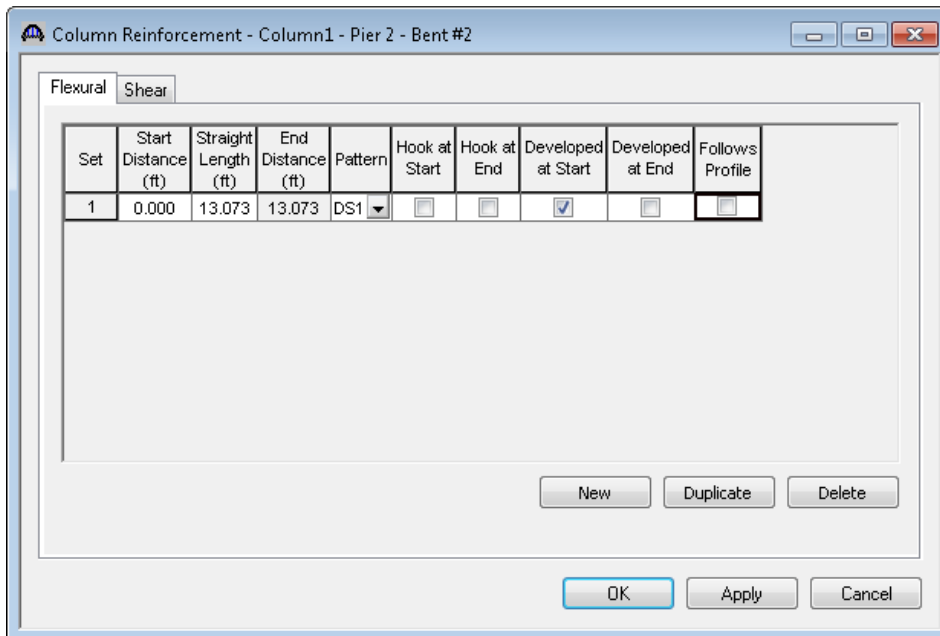 Column Reinforcement - Column1 - Pier 2 - Bent #2
Flexural Shear
Set Start Distance (ft) Straight Length (ft) End Distance (ft) Pattern Hook at Start Hook at End Developed at Start Developed at End Follows Profile
1 0.000 13.073 13.073 DS1
New Duplicate Delete
OK Apply Cancel